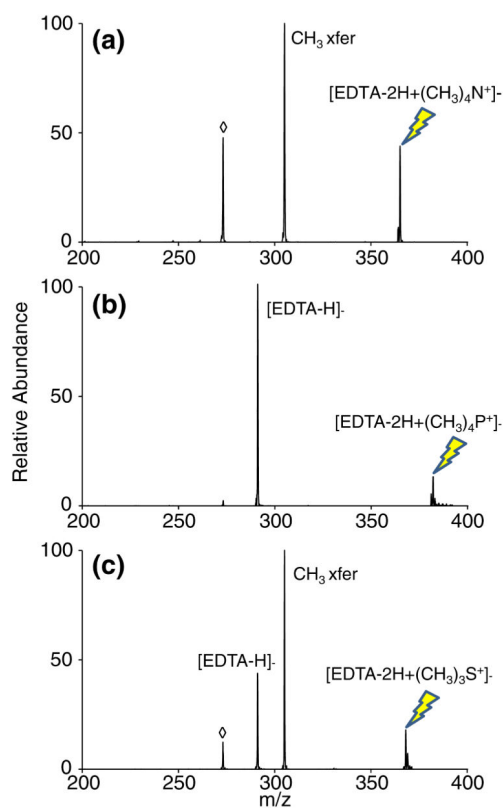 (a)
CH₃ xfer
[EDTA-2H+(CH₃)₄N⁺]-
◊
100
50
0
200 250 300 350 400
(b)
[EDTA-H]-
[EDTA-2H+(CH₃)₄P⁺]-
100
50
0
200 250 300 350 400
Relative Abundance
(c)
CH₃ xfer
[EDTA-H]-
[EDTA-2H+(CH₃)₃S⁺]-
◊
100
50
0
200 250 300 350 400
m/z